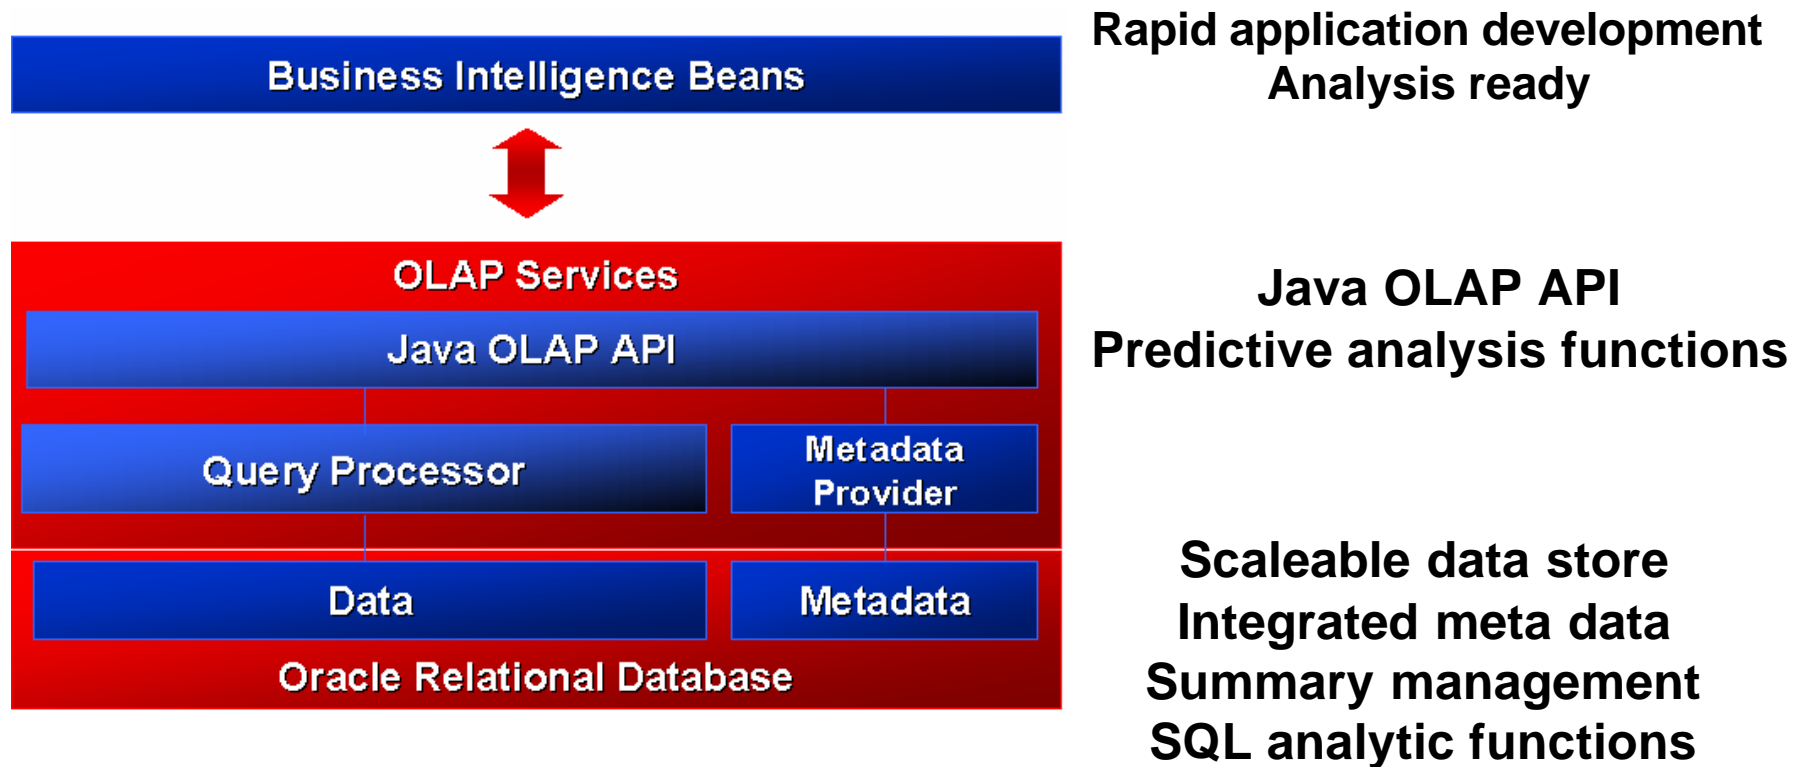 Rapid application development
Analysis ready
Business Intelligence Beans
OLAP Services
Java OLAP API
Java OLAP API
Predictive analysis functions
Query Processor
Metadata
Provider
Data
Metadata
Oracle Relational Database
Scaleable data store
Integrated meta data
Summary management
SQL analytic functions